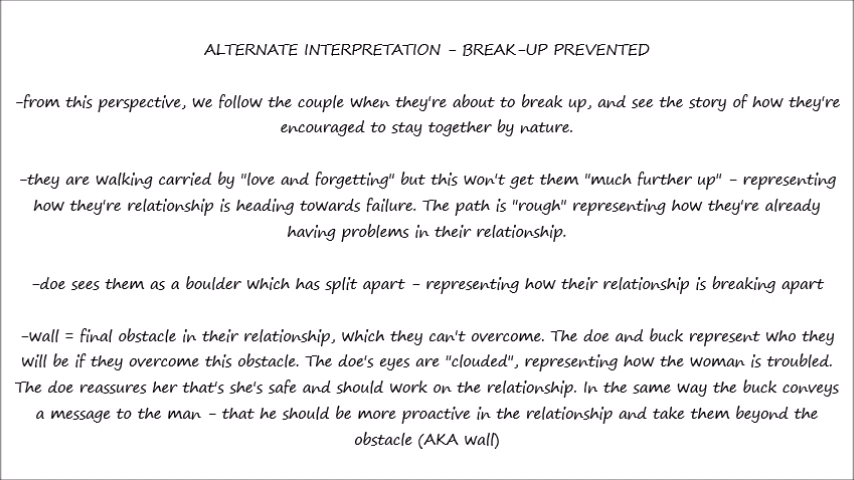 ALTERNATE INTERPRETATION - BREAK-UP PREVENTED
-from this perspective, we follow the couple when they're about to break up, and see the story of how they're
encouraged to stay together by nature.
-they are walking carried by "love and forgetting" but this won't get them "much further up" - representing
how they're relationship is heading towards failure. The path is "rough" representing how they're already
having problems in their relationship.
-doe sees them as a boulder which has split apart - representing how their relationship is breaking apart
-wall = final obstacle in their relationship, which they can't overcome. The doe and buck represent who they
will be if they overcome this obstacle. The doe's eyes are "clouded", representing how the woman is troubled.
The doe reassures her that's she's safe and should work on the relationship. In the same way the buck conveys
a message to the man - that he should be more proactive in the relationship and take them beyond the
obstacle (AKA wall)